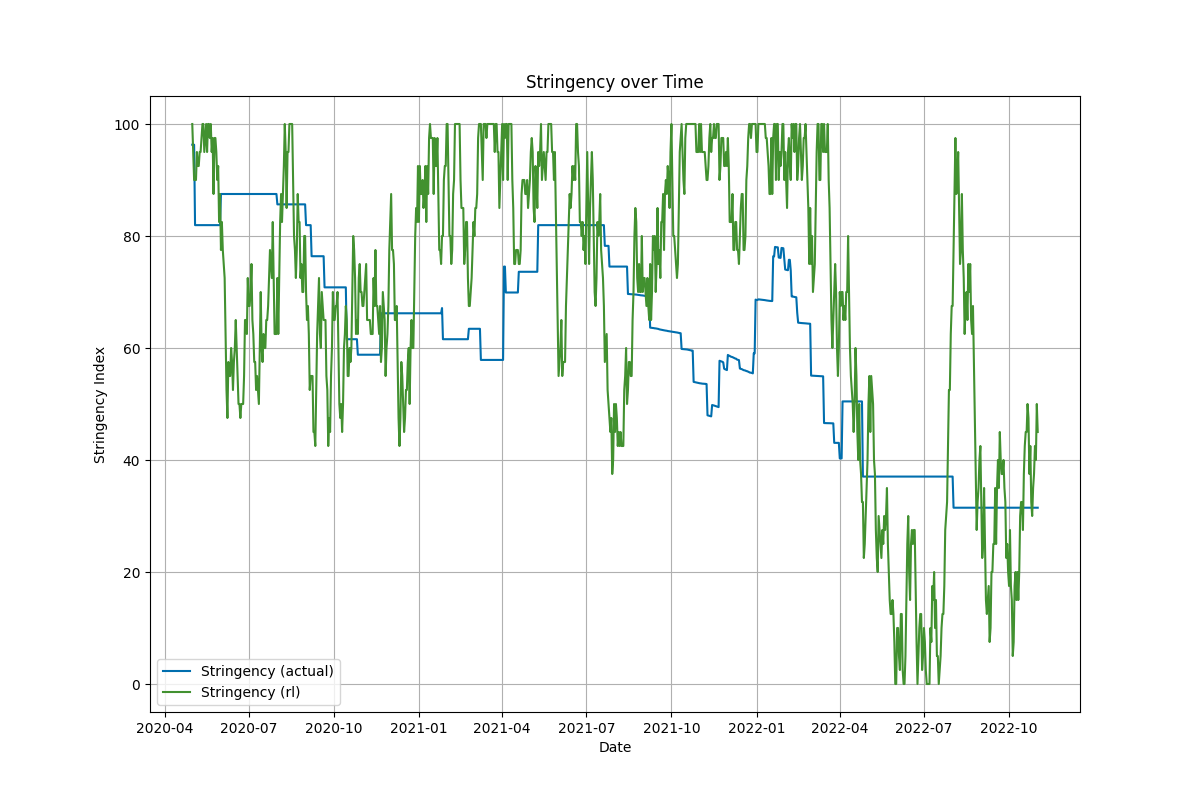 Stringency over Time
Stringency Index
100
80
60
40
20
0
Stringency (actual)
Stringency (rl)
2020-04 2020-07 2020-10 2021-01 2021-04 2021-07 2021-10 2022-01 2022-04 2022-07 2022-10
Date